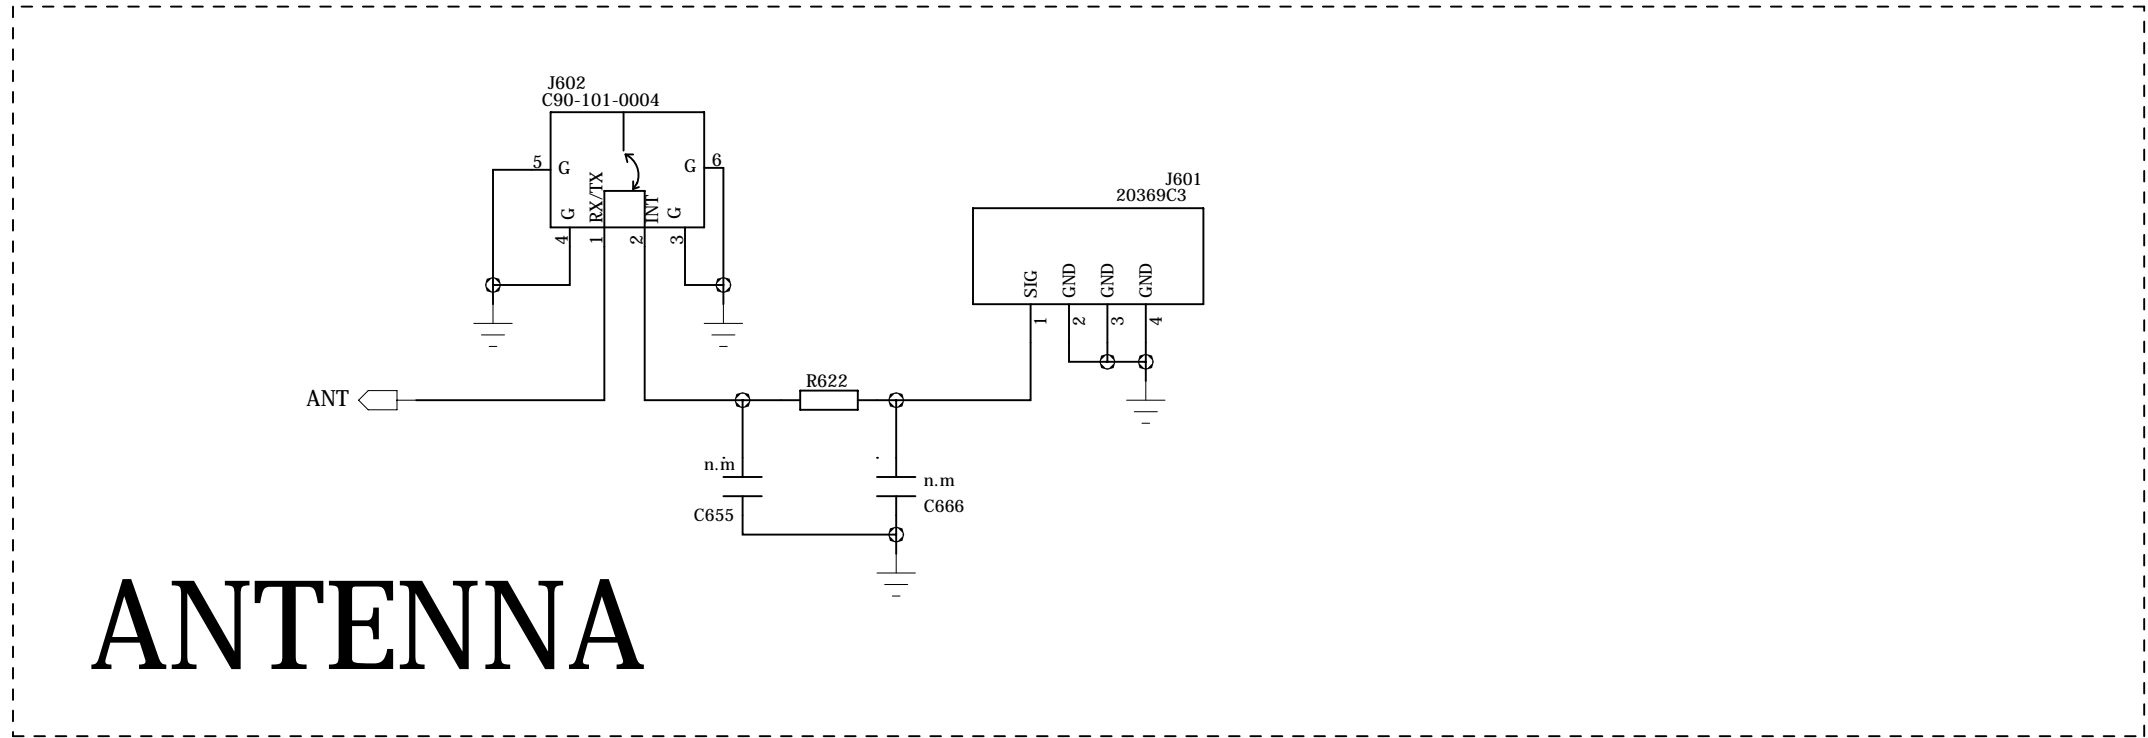 J602
C90-101-0004
5
G
G
6
G
RX/TX
INT
G
4
1
2
3
J601
20369C3
SIG
GND
GND
GND
1
2
3
4
ANT
R622
n.m
C655
n.m
C666
ANTENNA